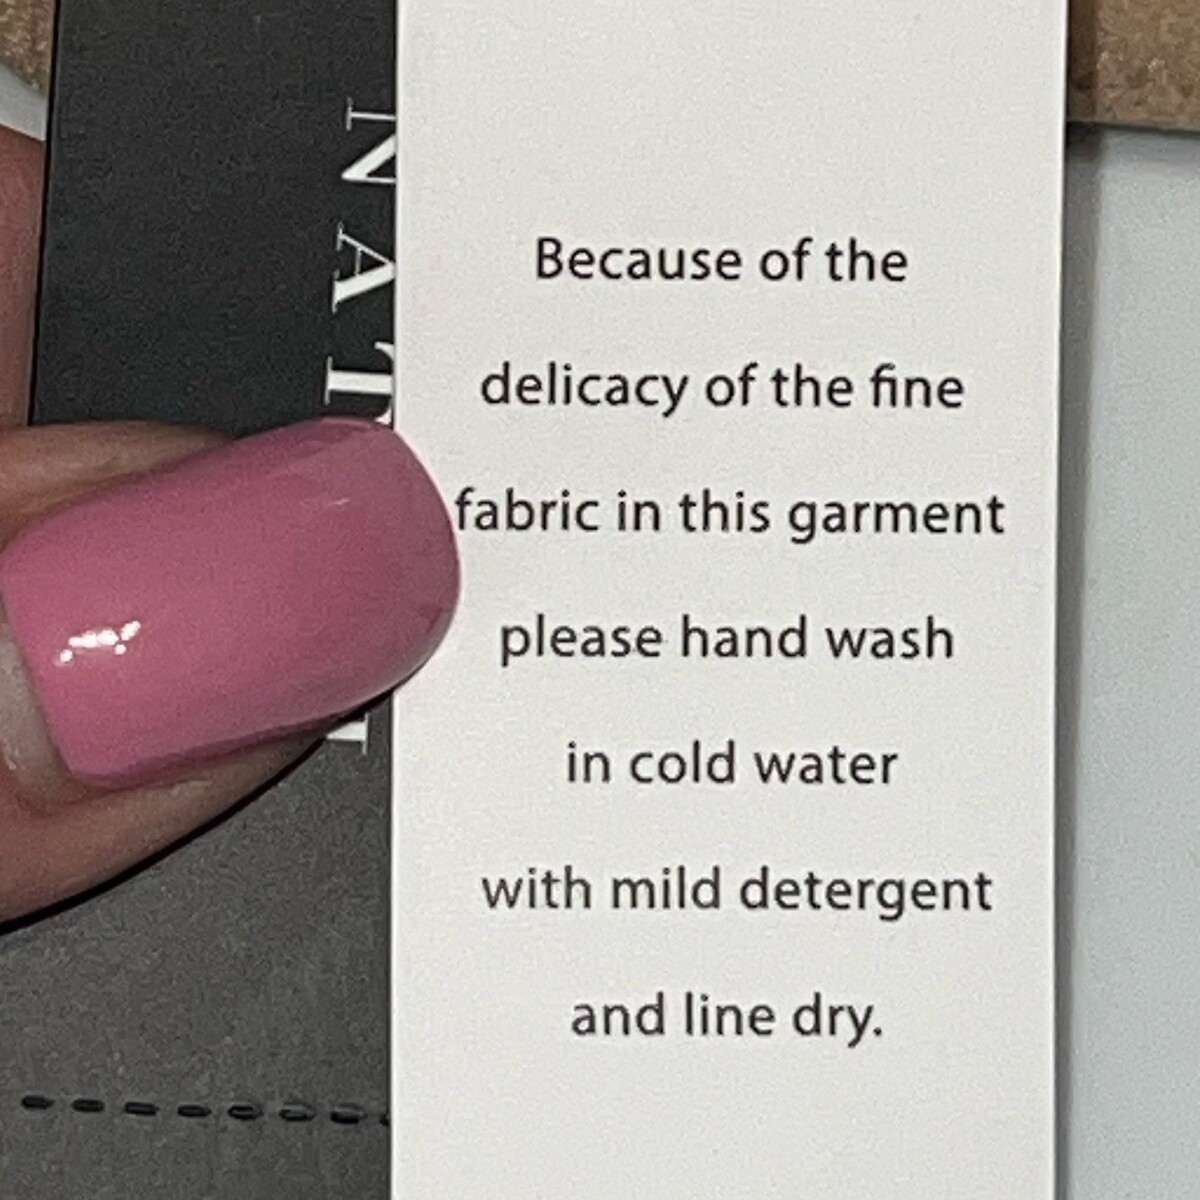 Because of the
delicacy of the fine
fabric in this garment
please hand wash
in cold water
with mild detergent
and line dry.